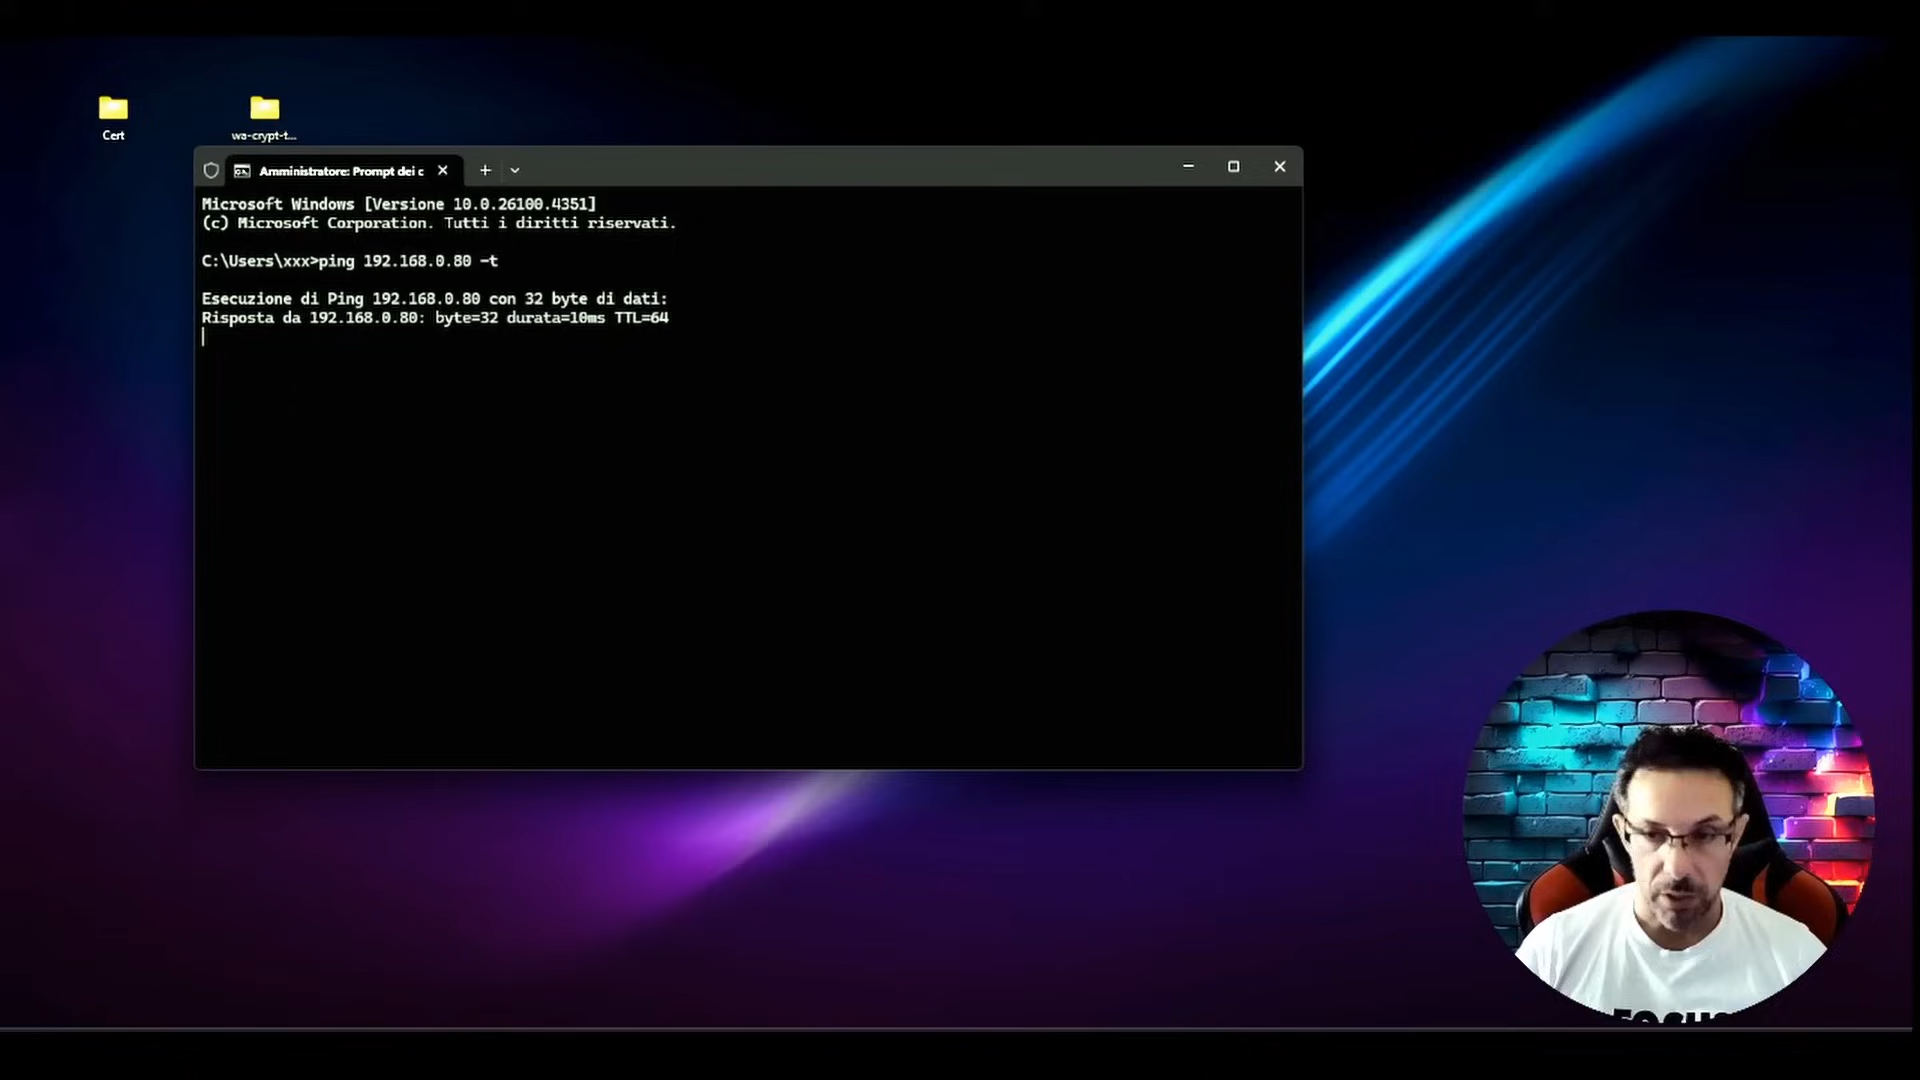 Cert
wa-crypt-t...
Amministratore: Prompt dei c
Microsoft Windows [Versione 10.0.26100.4351]
(c) Microsoft Corporation. Tutti i diritti riservati.
C:\Users\xxx>ping 192.168.0.80 -t
Esecuzione di Ping 192.168.0.80 con 32 byte di dati:
Risposta da 192.168.0.80: byte=32 durata=10ms TTL=64